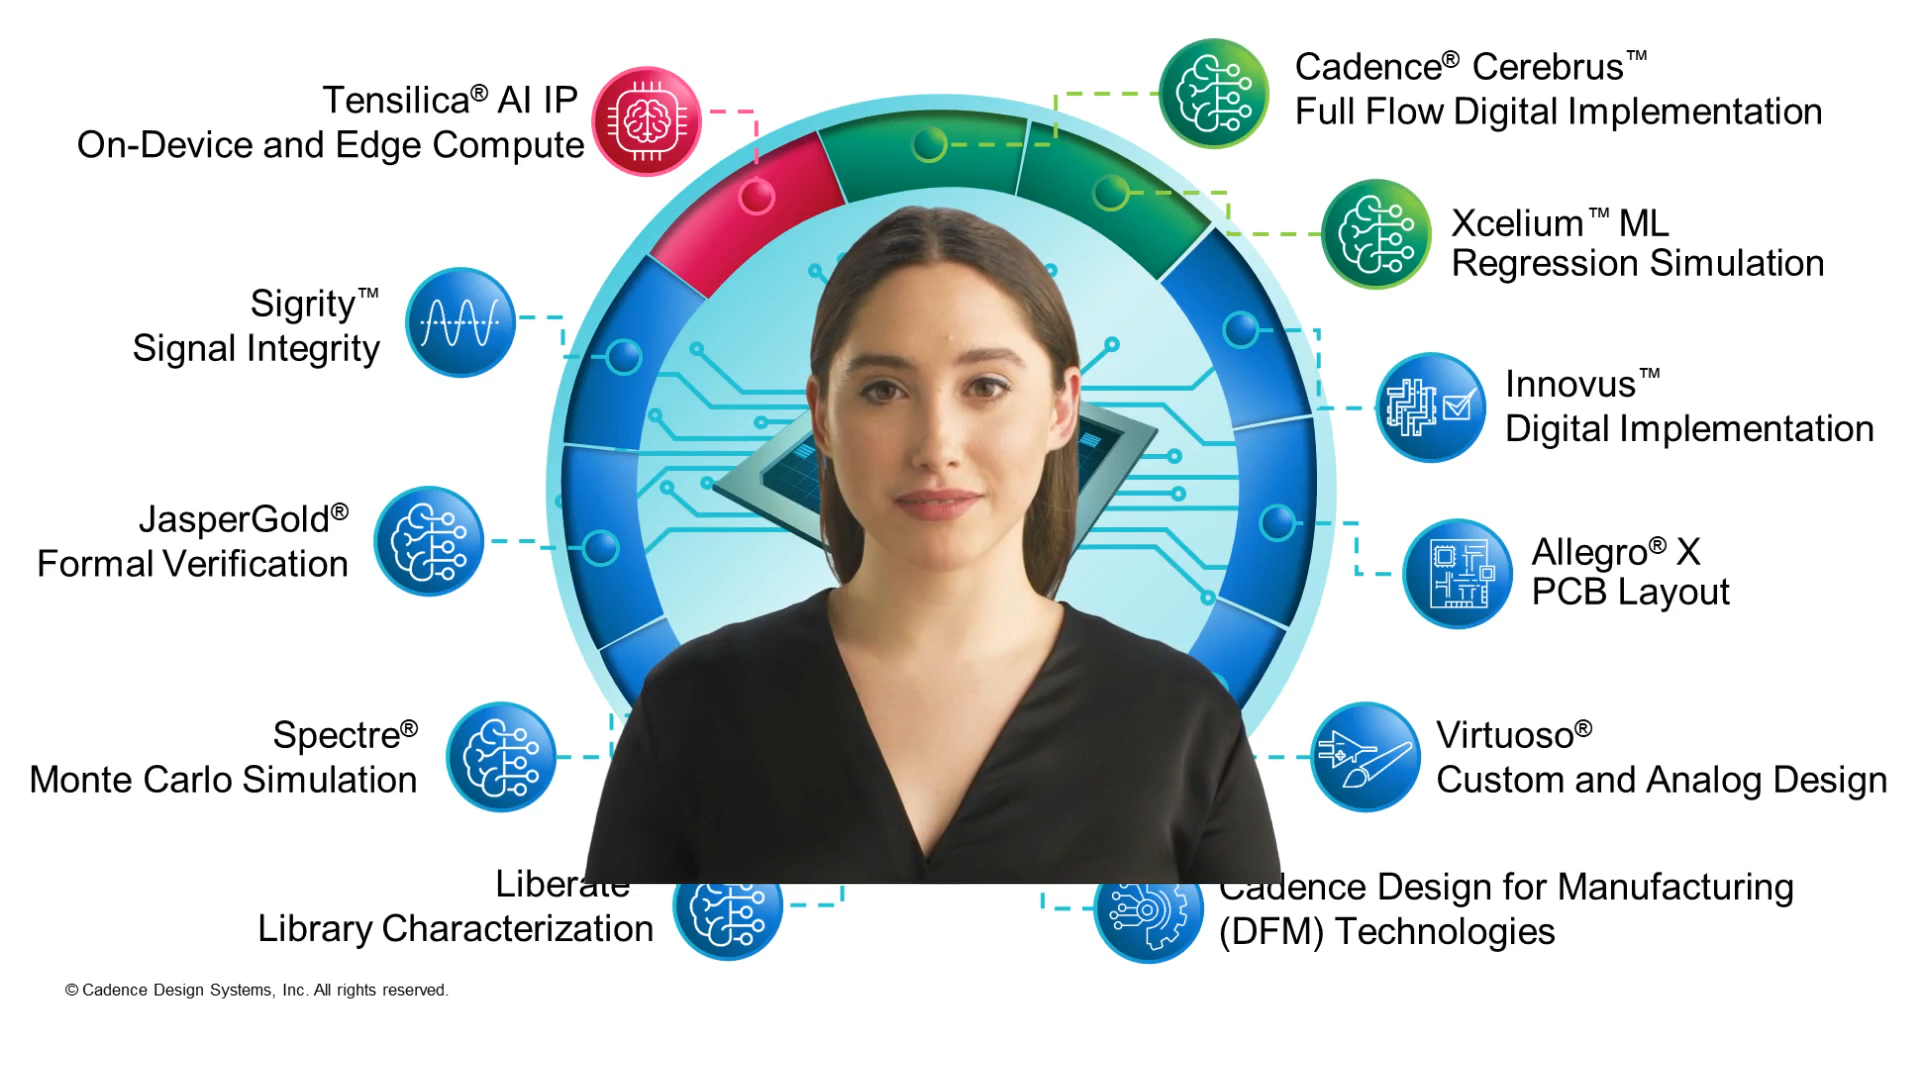 Tensilica® AI IP
On-Device and Edge Compute
Cadence® Cerebrus™
Full Flow Digital Implementation
Xcelium™ ML
Regression Simulation
Sigrity™
Signal Integrity
Innovus™
Digital Implementation
JasperGold®
Formal Verification
Allegro® X
PCB Layout
Spectre®
Monte Carlo Simulation
Virtuoso®
Custom and Analog Design
Liberate
Library Characterization
Cadence Design for Manufacturing
(DFM) Technologies
© Cadence Design Systems, Inc. All rights reserved.